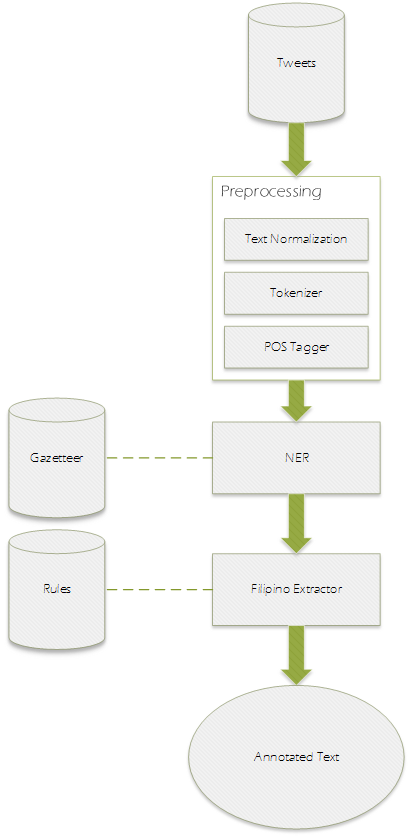 Tweets
Preprocessing
Text Normalization
Tokenizer
POS Tagger
Gazetteer
NER
Rules
Filipino Extractor
Annotated Text